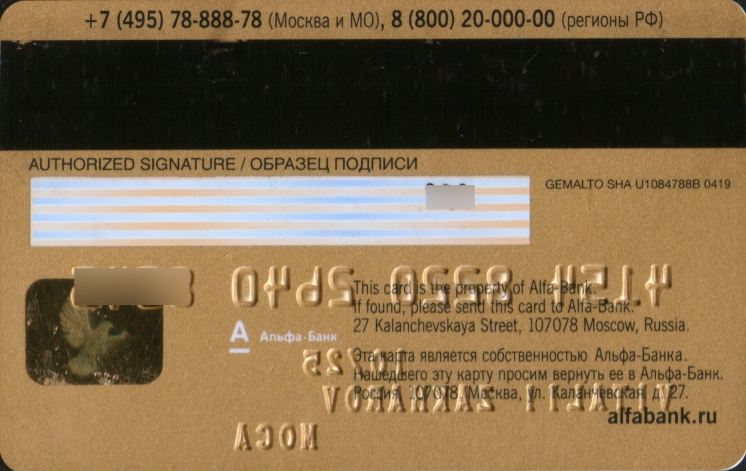 +7 (495) 78-888-78 (Москва и МО), 8 (800) 20-000-00 (регионы РФ)
AUTHORIZED SIGNATURE / ОБРАЗЕЦ ПОДПИСИ
GEMALTO SHA U1084788B 0419
This card is the property of Alfa-Bank.
If found, please send this card to Alfa-Bank.
27 Kalanchevskaya Street, 107078 Moscow, Russia.
А Альфа·Банк
Эта карта является собственностью Альфа-Банка.
Нашедшего эту карту просим вернуть ее в Альфа-Банк.
Россия, 107078, Москва, ул. Каланчевская, д. 27.
alfabank.ru